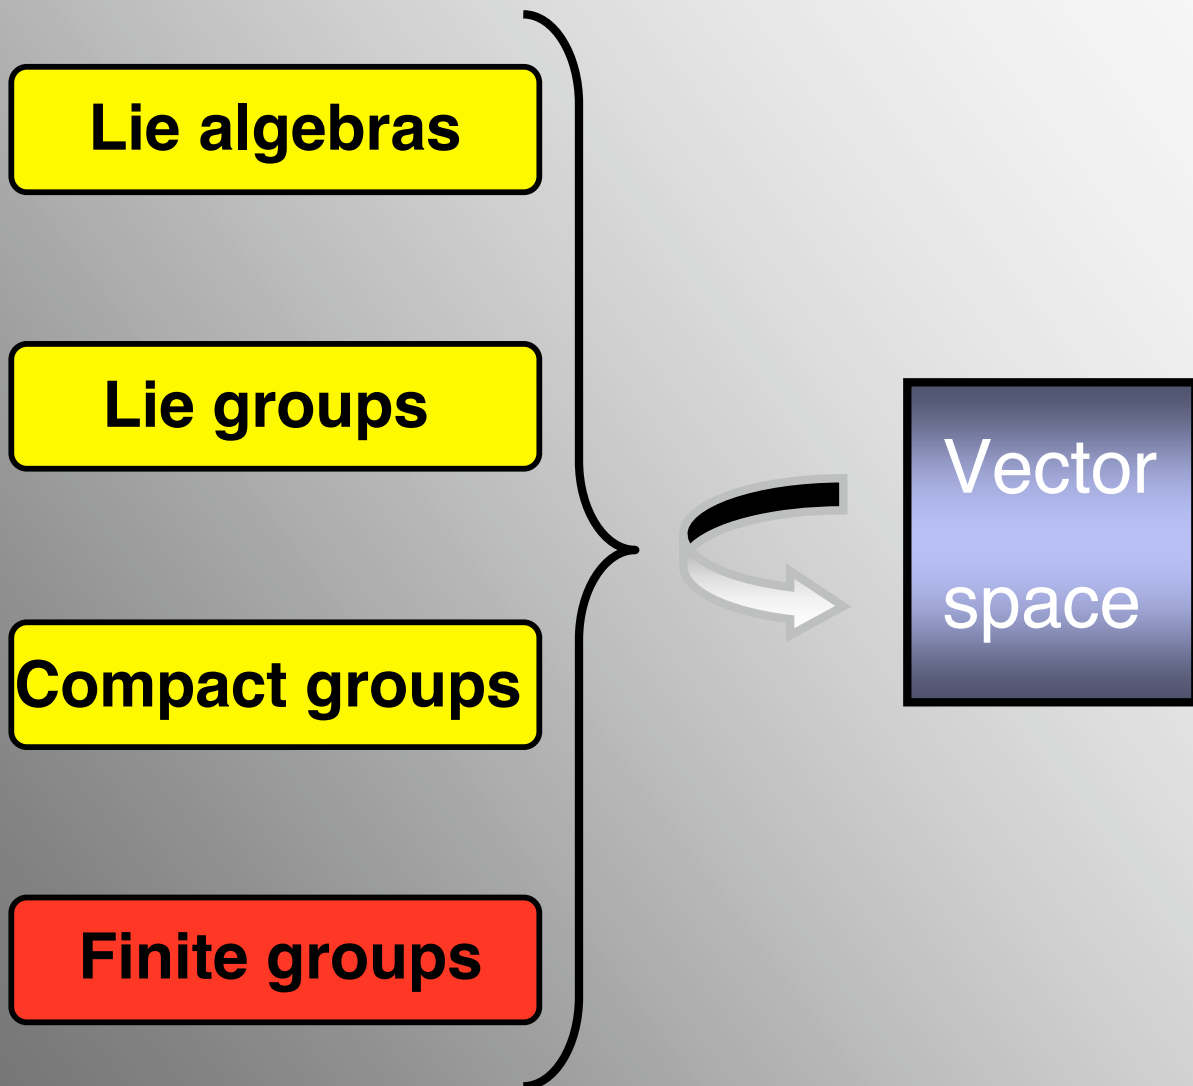 Lie algebras
Lie groups
Compact groups
Finite groups
Vector
space